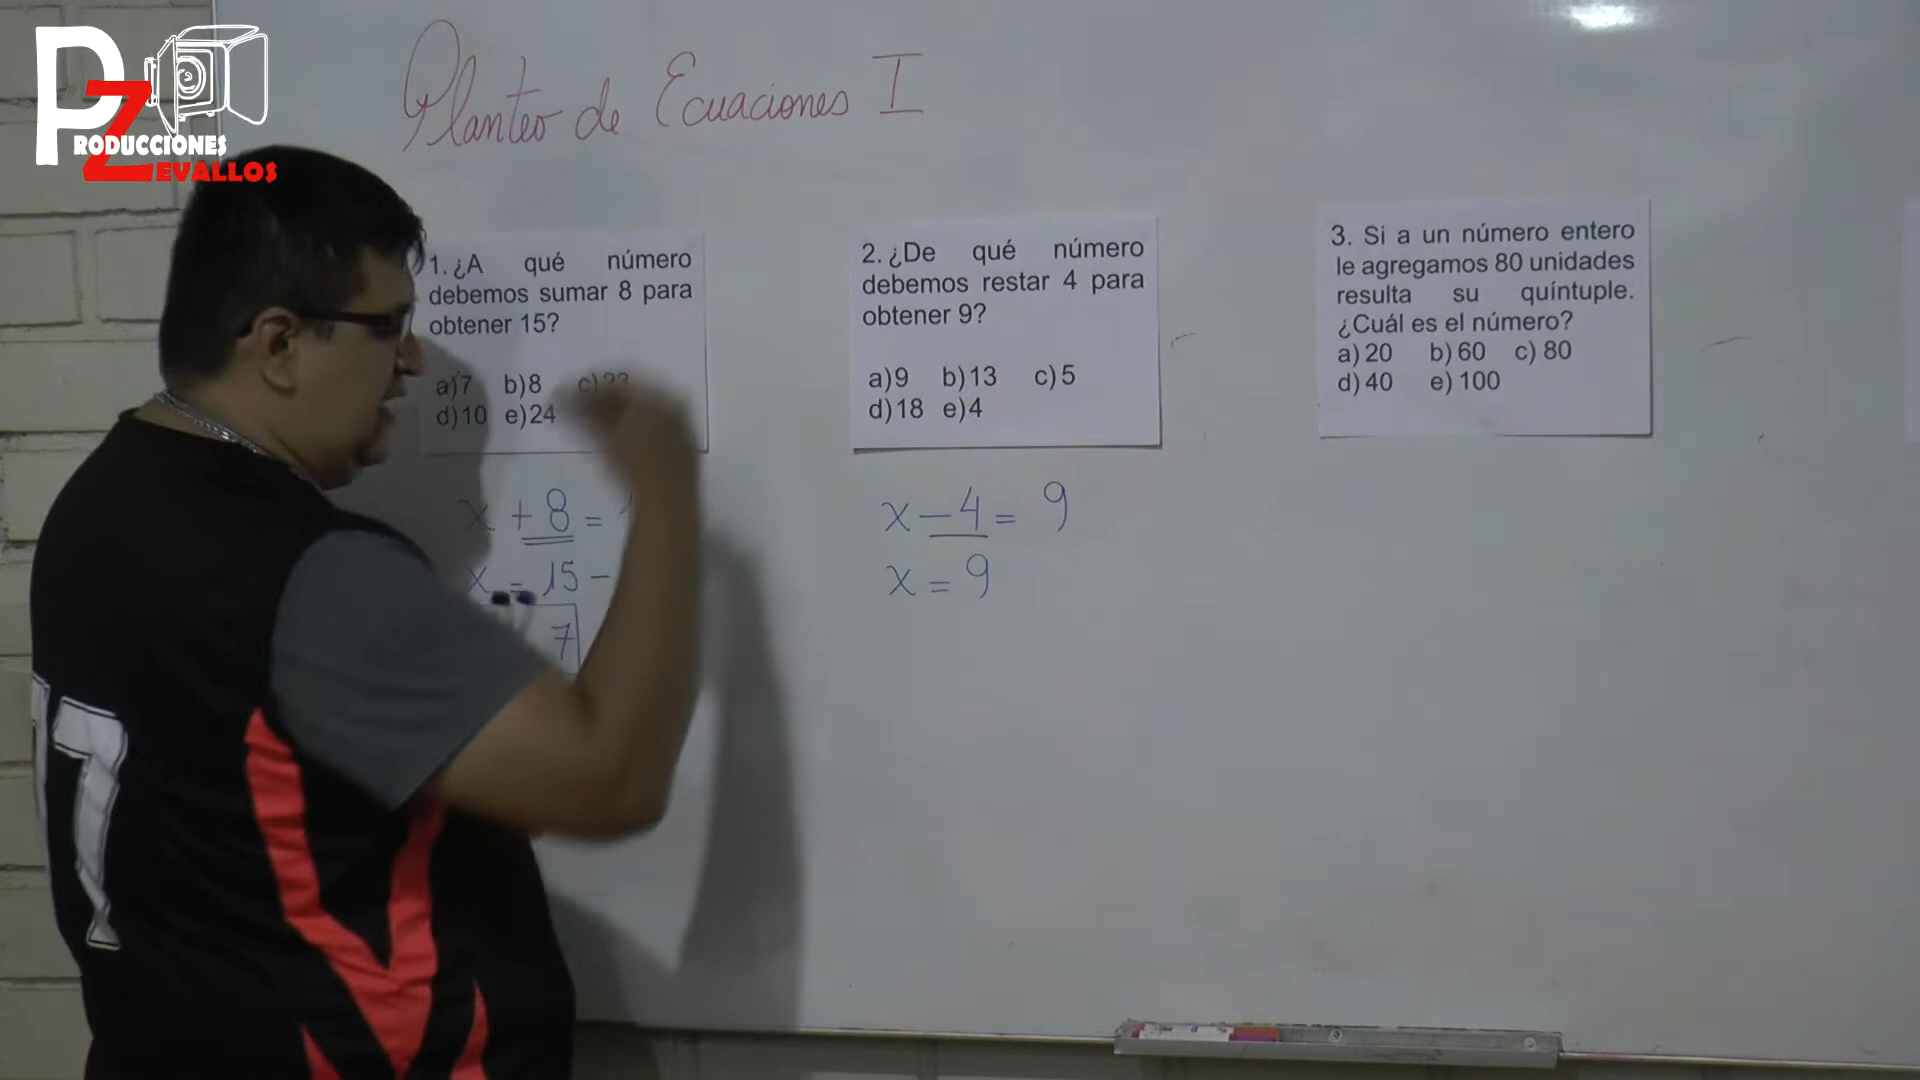 PRODUCCIONES
ZEVALLOS
Planteo de Ecuaciones I
1. ¿A qué número
debemos sumar 8 para
obtener 15?
a)7 b)8 c)23
d)10 e)24
x + 8 =
x = 15 -
7
2. ¿De qué número
debemos restar 4 para
obtener 9?
a)9 b)13 c)5
d)18 e)4
x - 4 = 9
x = 9
3. Si a un número entero
le agregamos 80 unidades
resulta su quíntuple.
¿Cuál es el número?
a) 20 b) 60 c) 80
d) 40 e) 100